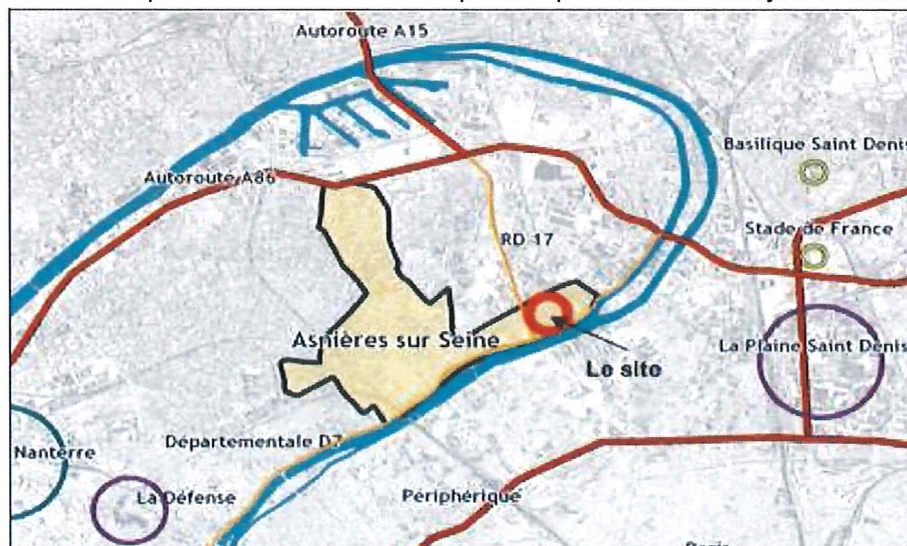 Autoroute A15
Basilique Saint Denis
Autoroute A86
Stade de France
RD 17
Asnières sur Seine
Le site
La Plaine Saint Denis
Départementale D7
Nanterre
La Défense
Périphérique